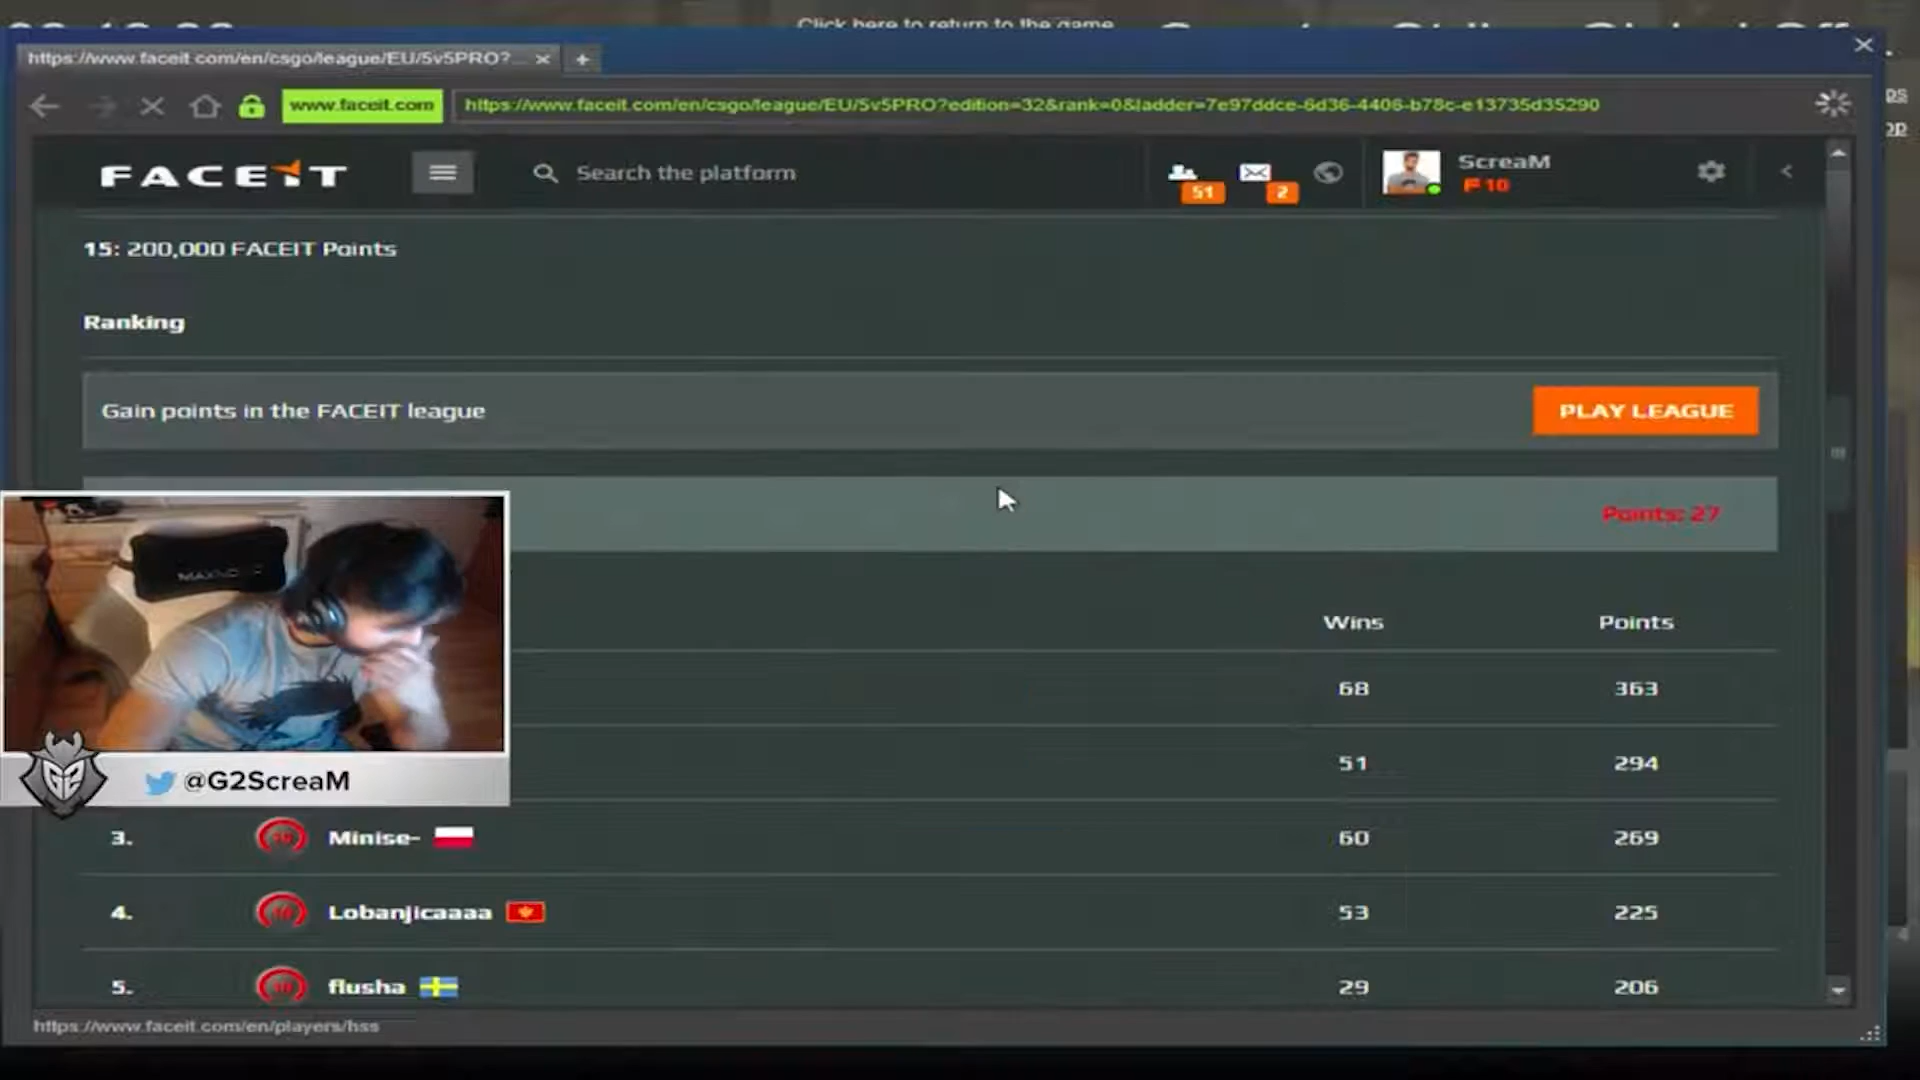 Click here to return to the game
https://www.faceit.com/en/csgo/league/EU/5v5PRO?...
www.faceit.com
https://www.faceit.com/en/csgo/league/EU/5v5PRO?edition=32&rank=0&ladder=7e97ddce-6d36-4406-b78c-e13735d35290
FACEIT
Search the platform
51
2
ScreaM
10
15: 200,000 FACEIT Points
Ranking
Gain points in the FACEIT league
PLAY LEAGUE
Points: 27
Wins Points
68 363
51 294
@G2ScreaM
3. 10 Minise- 60 269
4. 10 Lobanjicaaaa 53 225
5. 10 flusha 29 206
https://www.faceit.com/en/players/hss